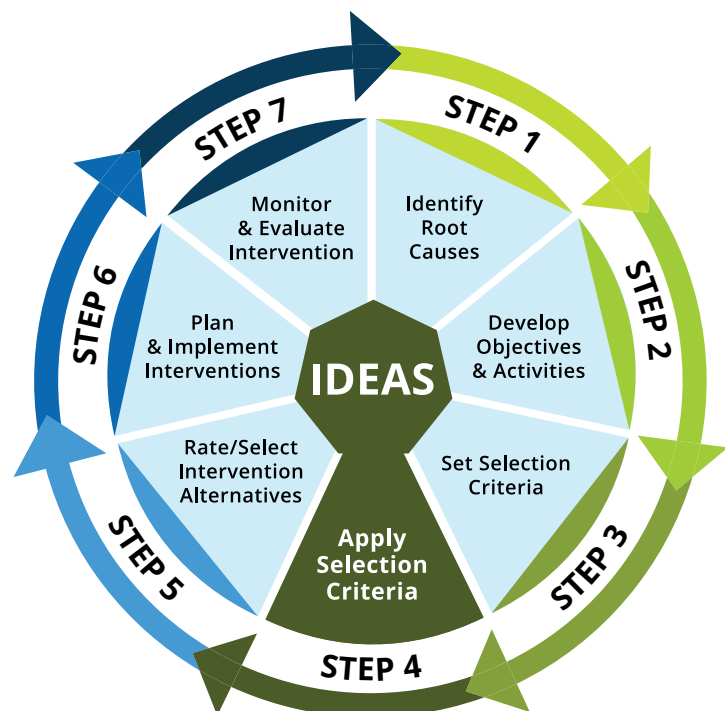 STEP 1
Identify
Root
Causes
STEP 2
Develop
Objectives
& Activities
STEP 3
Set Selection
Criteria
STEP 4
Apply
Selection
Criteria
STEP 5
Rate/Select
Intervention
Alternatives
STEP 6
Plan
& Implement
Interventions
STEP 7
Monitor
& Evaluate
Intervention
IDEAS